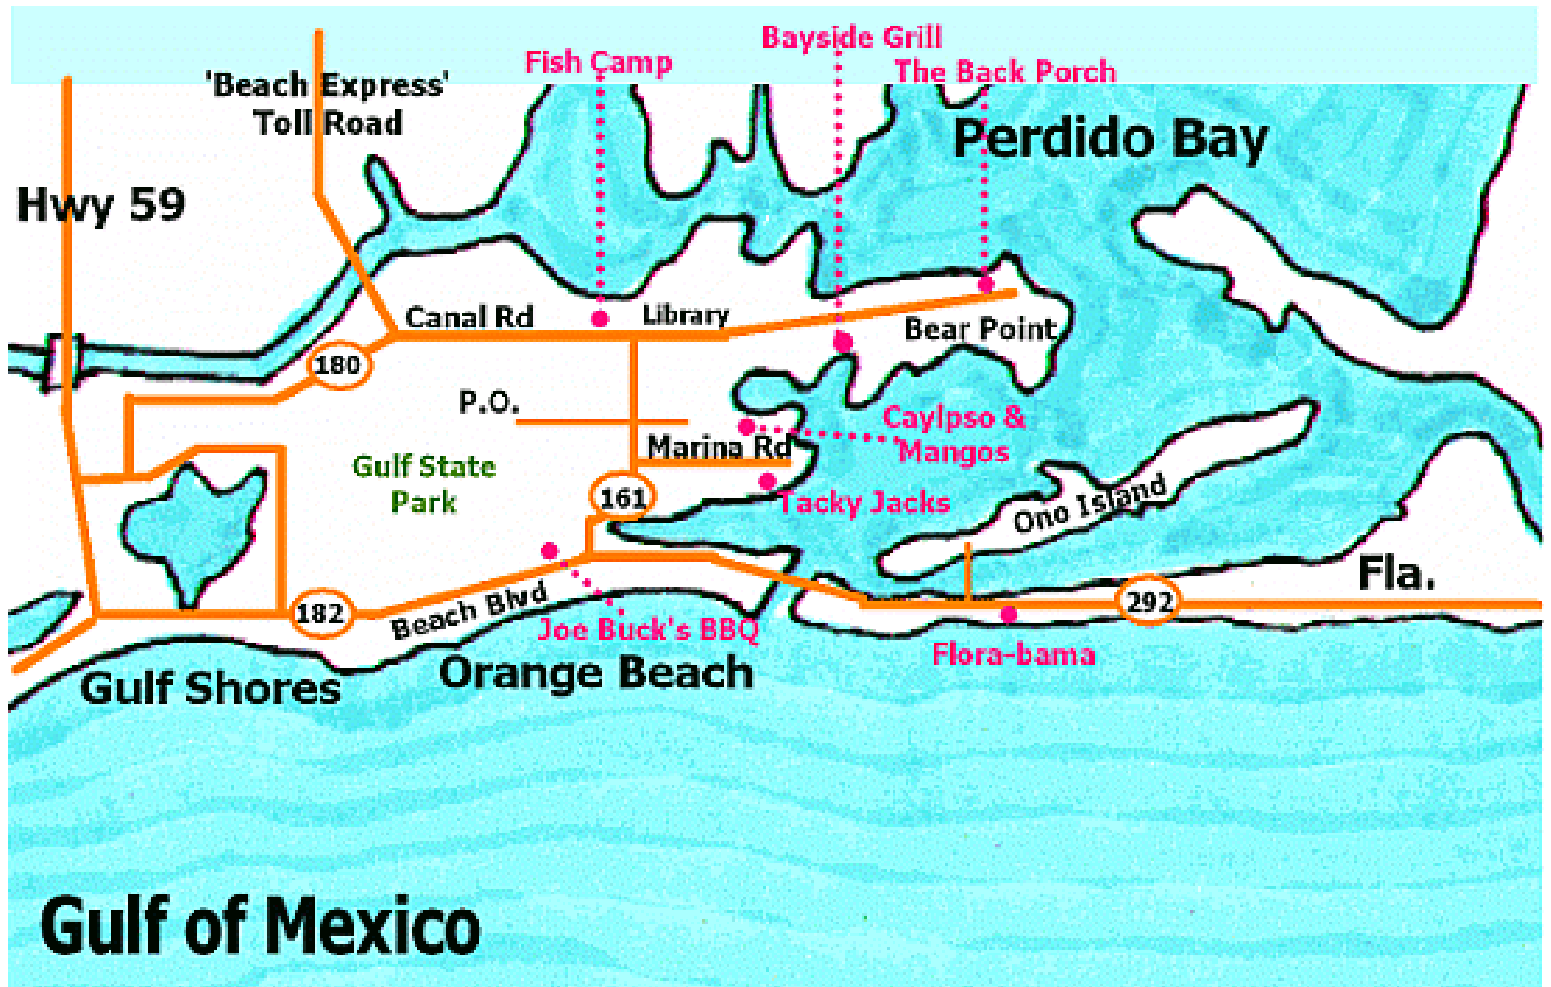 Bayside Grill
Fish Camp
The Back Porch
'Beach Express'
Toll Road
Perdido Bay
Hwy 59
Canal Rd
Library
Bear Point
180
P.O.
Caylpso &
Mangos
Marina Rd
Gulf State
Park
161
Tacky Jacks
Ono Island
Fla.
292
182
Beach Blvd
Joe Buck's BBQ
Flora-bama
Gulf Shores
Orange Beach
Gulf of Mexico